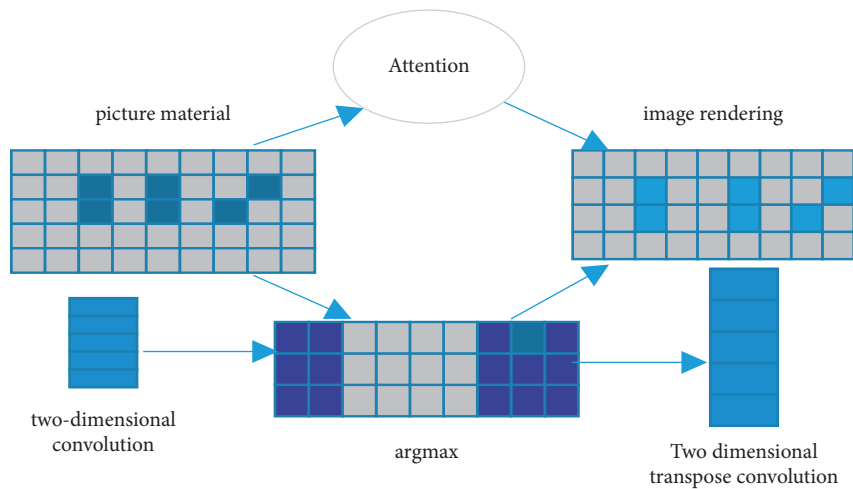 Attention
picture material
image rendering
two-dimensional
convolution
argmax
Two dimensional
transpose convolution